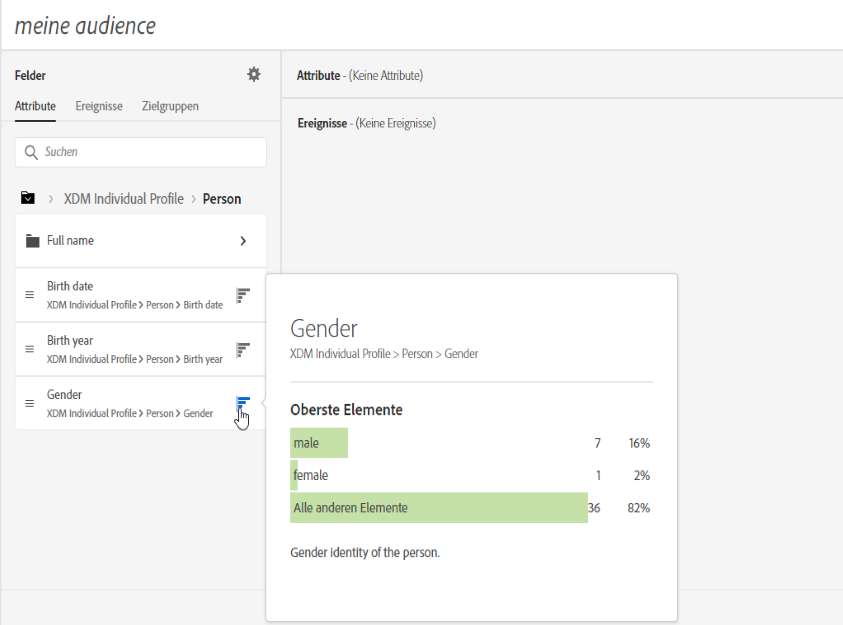 meine audience
Felder
Attribute Ereignisse Zielgruppen
Suchen
XDM Individual Profile > Person
Full name
Birth date
XDM Individual Profile > Person > Birth date
Birth year
XDM Individual Profile > Person > Birth year
Gender
XDM Individual Profile > Person > Gender
Attribute - (Keine Attribute)
Ereignisse - (Keine Ereignisse)
Gender
XDM Individual Profile > Person > Gender
Oberste Elemente
male 7 16%
female 1 2%
Alle anderen Elemente 36 82%
Gender identity of the person.